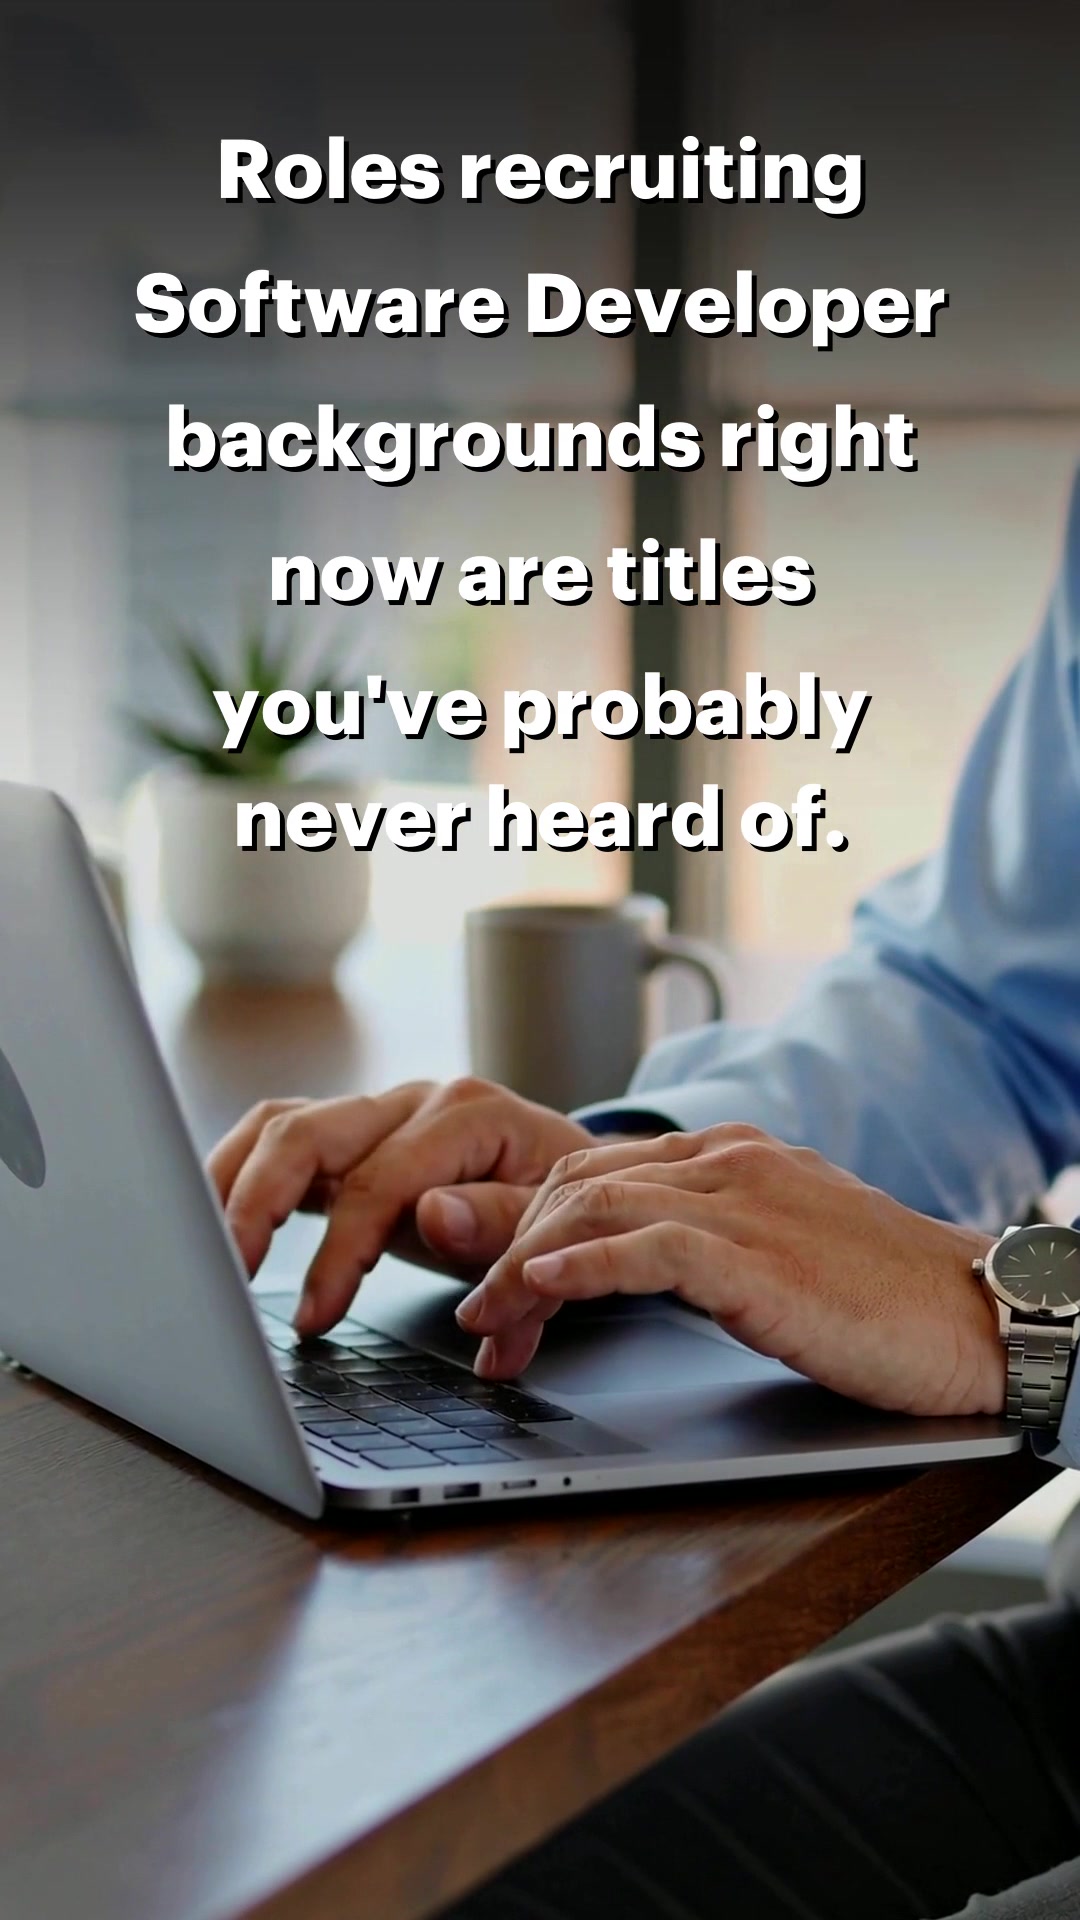 Roles recruiting
Software Developer
backgrounds right
now are titles
you've probably
never heard of.